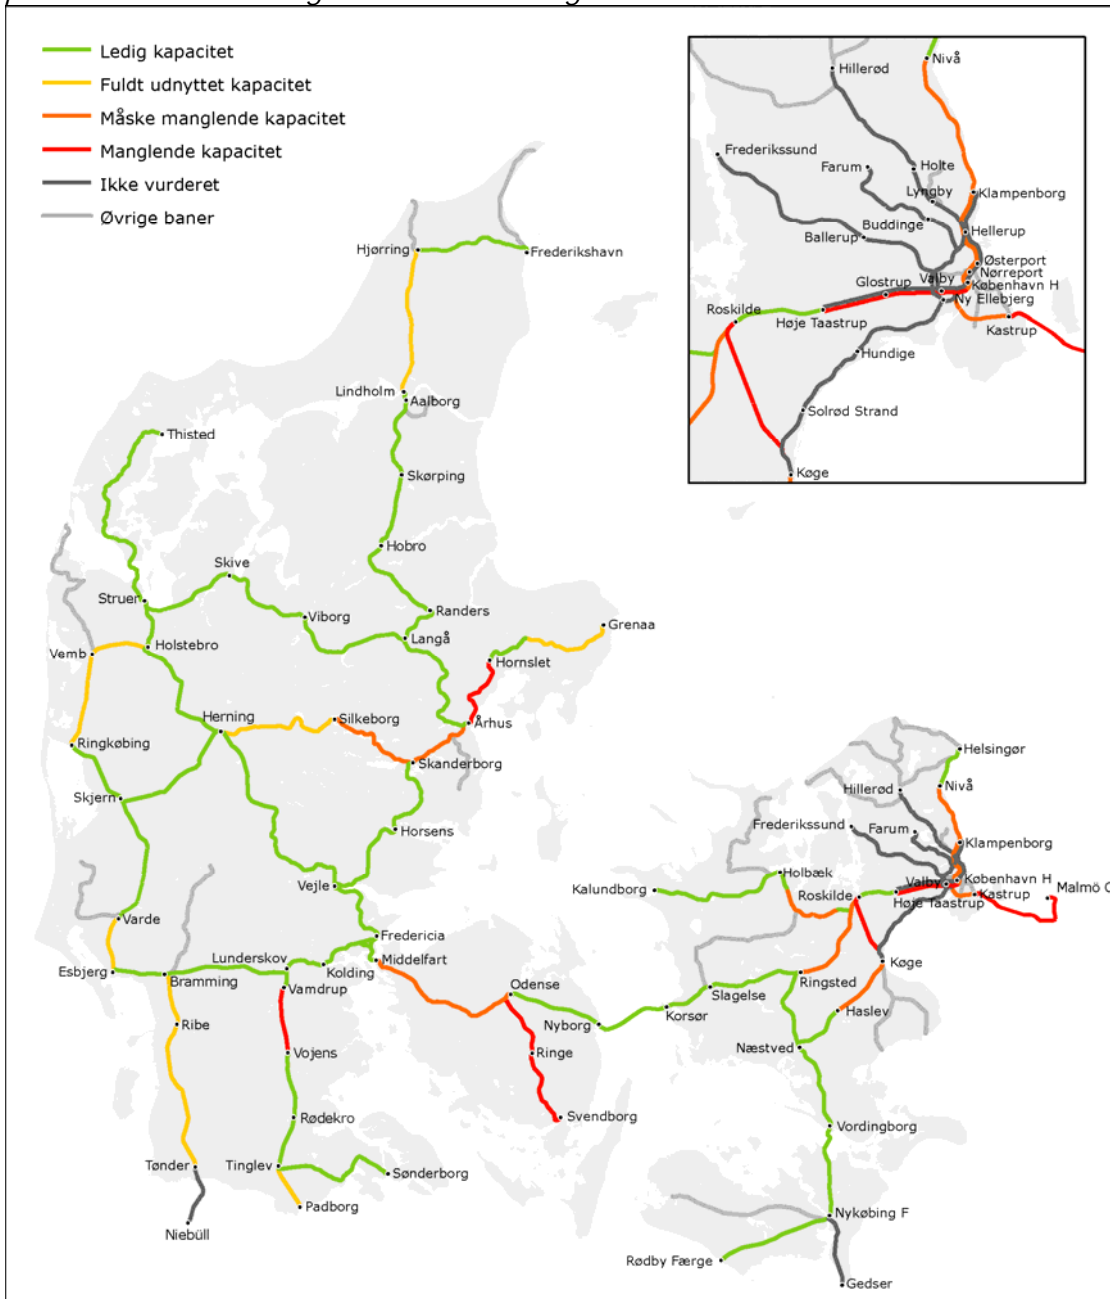 Ledig kapacitet
Fuldt udnyttet kapacitet
Måske manglende kapacitet
Manglende kapacitet
Ikke vurderet
Øvrige baner
Nivå
Hillerød
Frederikssund
Farum
Holte
Lyngby
Klampenborg
Buddinge
Ballerup
Hellerup
Østerport
Nørreport
Valby
København H
Glostrup
Ny Ellebjerg
Roskilde
Høje Taastrup
Kastrup
Hundige
Solrød Strand
Køge
Hjørring
Frederikshavn
Lindholm
Aalborg
Thisted
Skørping
Hobro
Skive
Struer
Viborg
Randers
Langå
Grenaa
Vemb
Holstebro
Hornslet
Herning
Silkeborg
Århus
Ringkøbing
Skanderborg
Skjern
Horsens
Vejle
Varde
Fredericia
Esbjerg
Bramming
Lunderskov
Kolding
Middelfart
Vamdrup
Odense
Ribe
Nyborg
Korsør
Slagelse
Ringsted
Vojens
Ringe
Rødekro
Svendborg
Tønder
Tinglev
Sønderborg
Padborg
Niebüll
Helsingør
Hillerød
Nivå
Frederikssund
Farum
Klampenborg
Holbæk
Kalundborg
Roskilde
Valby
København H
Høje Taastrup
Kastrup
Malmö C
Køge
Haslev
Næstved
Vordingborg
Nykøbing F
Rødby Færge
Gedser